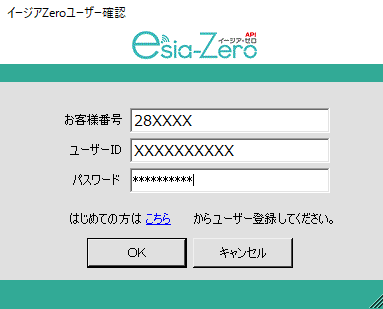 イージアZeroユーザー確認
esia-Zero API イージア・ゼロ
お客様番号 28XXXX
ユーザーID XXXXXXXXXX
パスワード **********
はじめての方は こちら からユーザー登録してください。
OK キャンセル